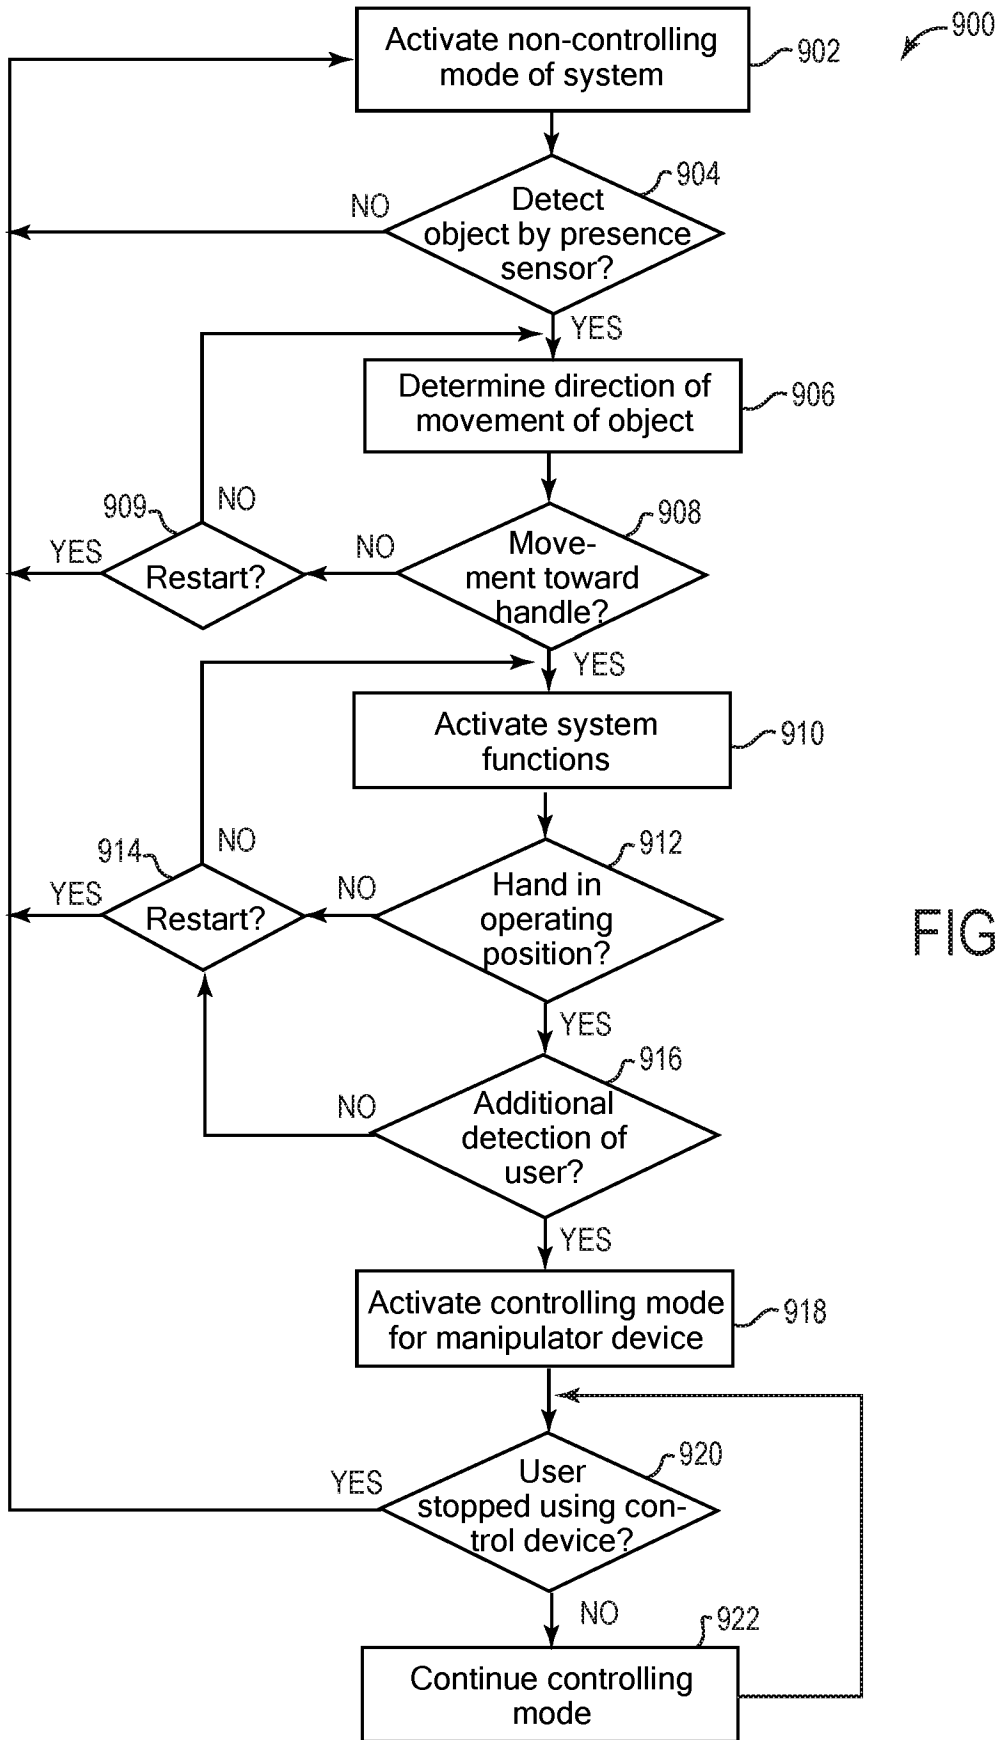 900
Activate non-controlling
mode of system
902
904
NO
Detect
object by presence
sensor?
YES
Determine direction of
movement of object
906
909
NO
908
YES
Restart?
NO
Move-
ment toward
handle?
YES
Activate system
functions
910
914
NO
912
YES
Restart?
NO
Hand in
operating
position?
FIG
YES
916
NO
Additional
detection of
user?
YES
Activate controlling mode
for manipulator device
918
920
YES
User
stopped using con-
trol device?
NO
922
Continue controlling
mode